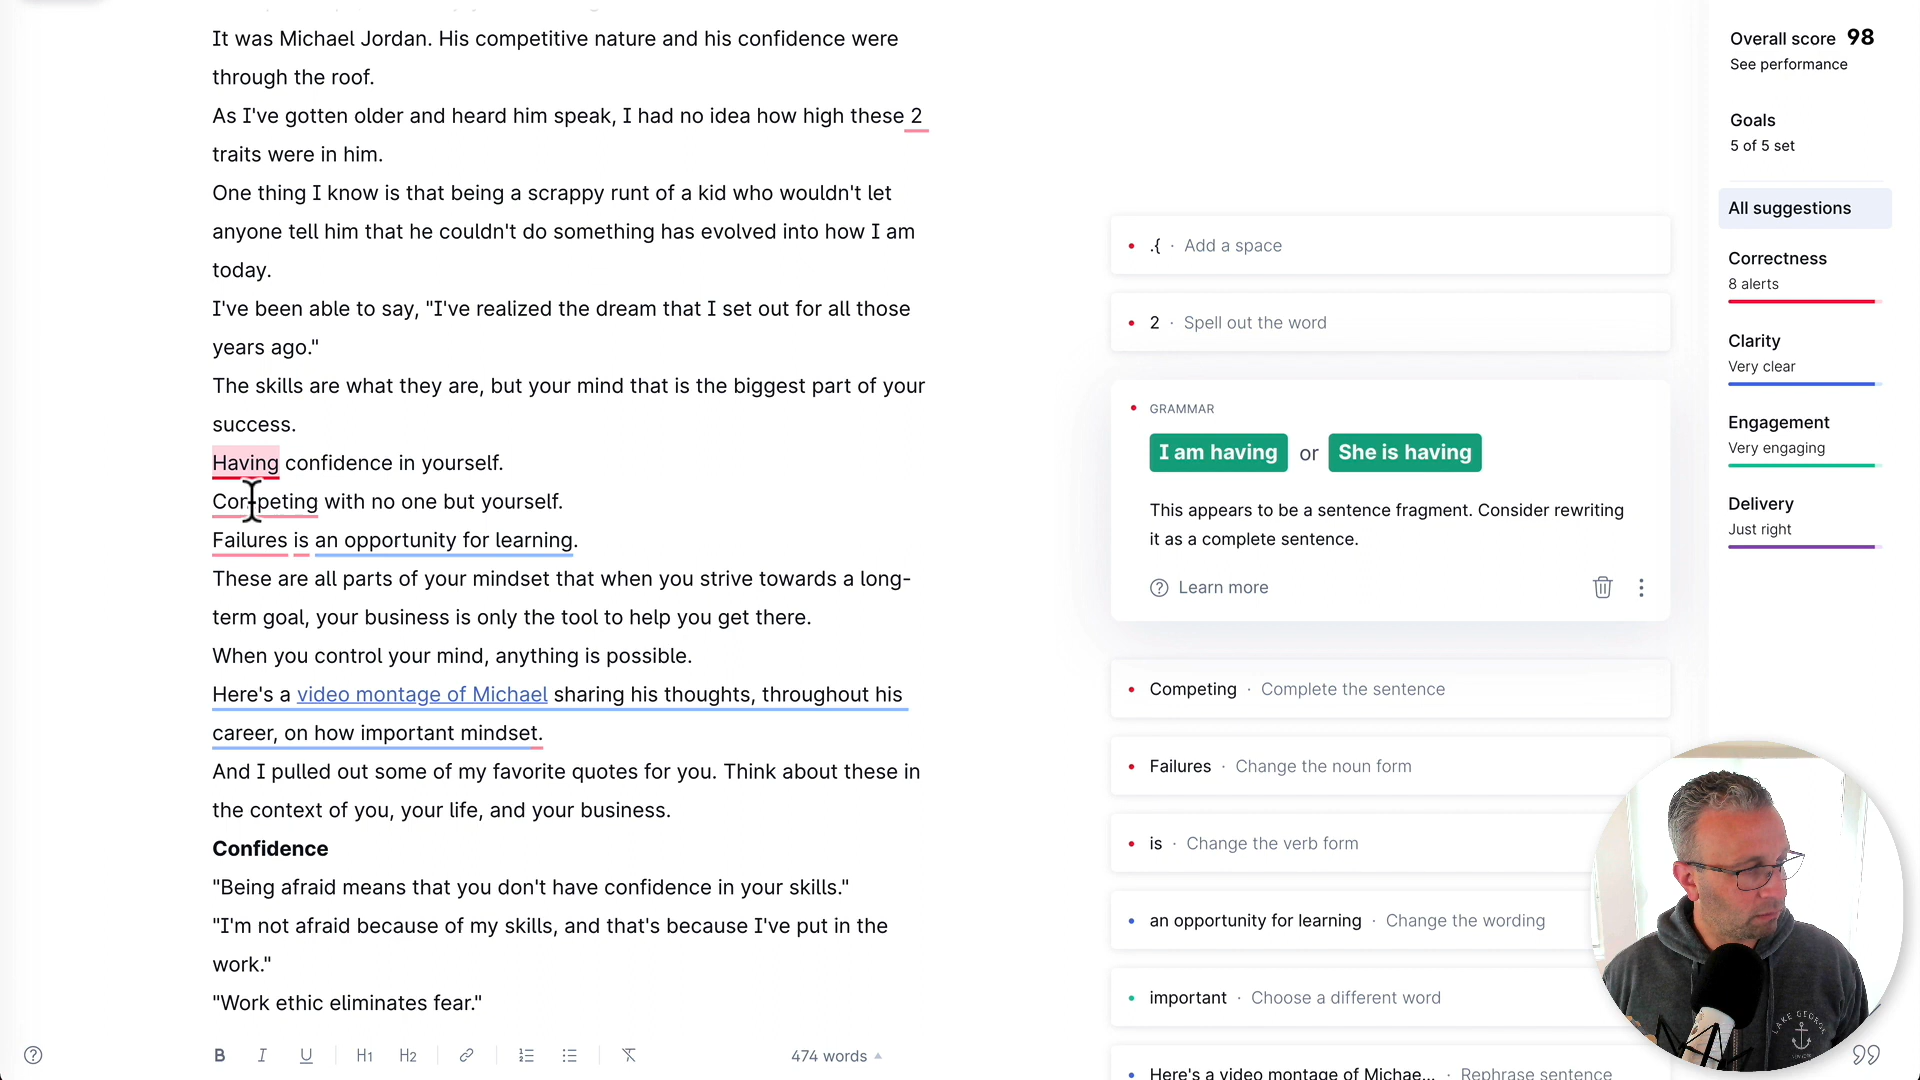 It was Michael Jordan. His competitive nature and his confidence were
through the roof.
As I've gotten older and heard him speak, I had no idea how high these 2
traits were in him.
One thing I know is that being a scrappy runt of a kid who wouldn't let
anyone tell him that he couldn't do something has evolved into how I am
today.
I've been able to say, "I've realized the dream that I set out for all those
years ago."
The skills are what they are, but your mind that is the biggest part of your
success.
Having confidence in yourself.
Competing with no one but yourself.
Failures is an opportunity for learning.
These are all parts of your mindset that when you strive towards a long-
term goal, your business is only the tool to help you get there.
When you control your mind, anything is possible.
Here's a video montage of Michael sharing his thoughts, throughout his
career, on how important mindset.
And I pulled out some of my favorite quotes for you. Think about these in
the context of you, your life, and your business.
Confidence
"Being afraid means that you don't have confidence in your skills."
"I'm not afraid because of my skills, and that's because I've put in the
work."
"Work ethic eliminates fear."
B I U H1 H2
474 words
.{ · Add a space
2 · Spell out the word
GRAMMAR
I am having or She is having
This appears to be a sentence fragment. Consider rewriting
it as a complete sentence.
Learn more
Competing · Complete the sentence
Failures · Change the noun form
is · Change the verb form
an opportunity for learning · Change the wording
important · Choose a different word
Here's a video montage of Michae... · Rephrase sentence
Overall score 98
See performance
Goals
5 of 5 set
All suggestions
Correctness
8 alerts
Clarity
Very clear
Engagement
Very engaging
Delivery
Just right
LAKE GEORGE